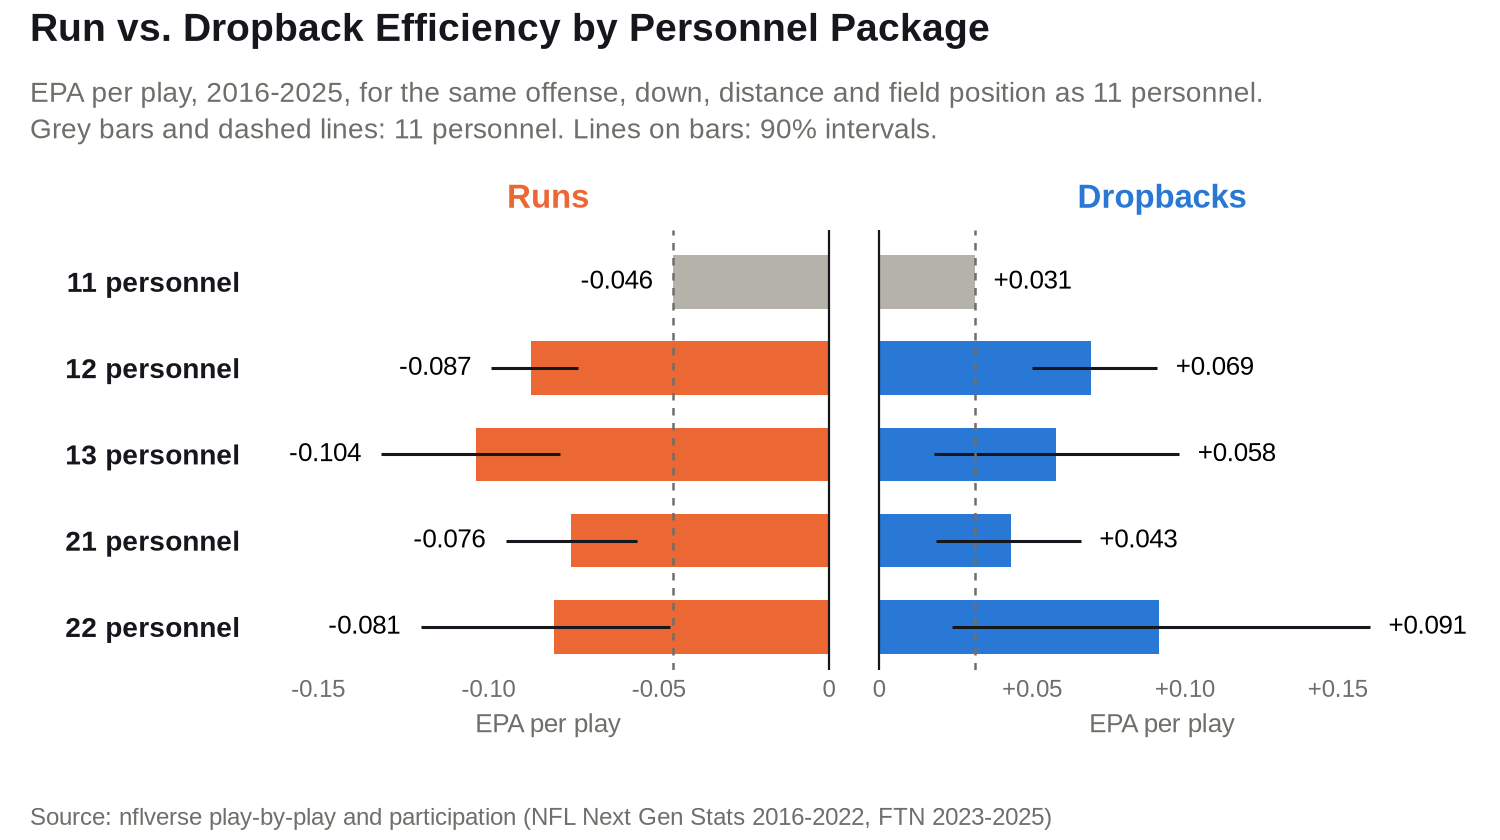 Run vs. Dropback Efficiency by Personnel Package
EPA per play, 2016-2025, for the same offense, down, distance and field position as 11 personnel.
Grey bars and dashed lines: 11 personnel. Lines on bars: 90% intervals.
Runs
Dropbacks
11 personnel -0.046 +0.031
12 personnel -0.087 +0.069
13 personnel -0.104 +0.058
21 personnel -0.076 +0.043
22 personnel -0.081 +0.091
-0.15 -0.10 -0.05 0 0 +0.05 +0.10 +0.15
EPA per play EPA per play
Source: nflverse play-by-play and participation (NFL Next Gen Stats 2016-2022, FTN 2023-2025)